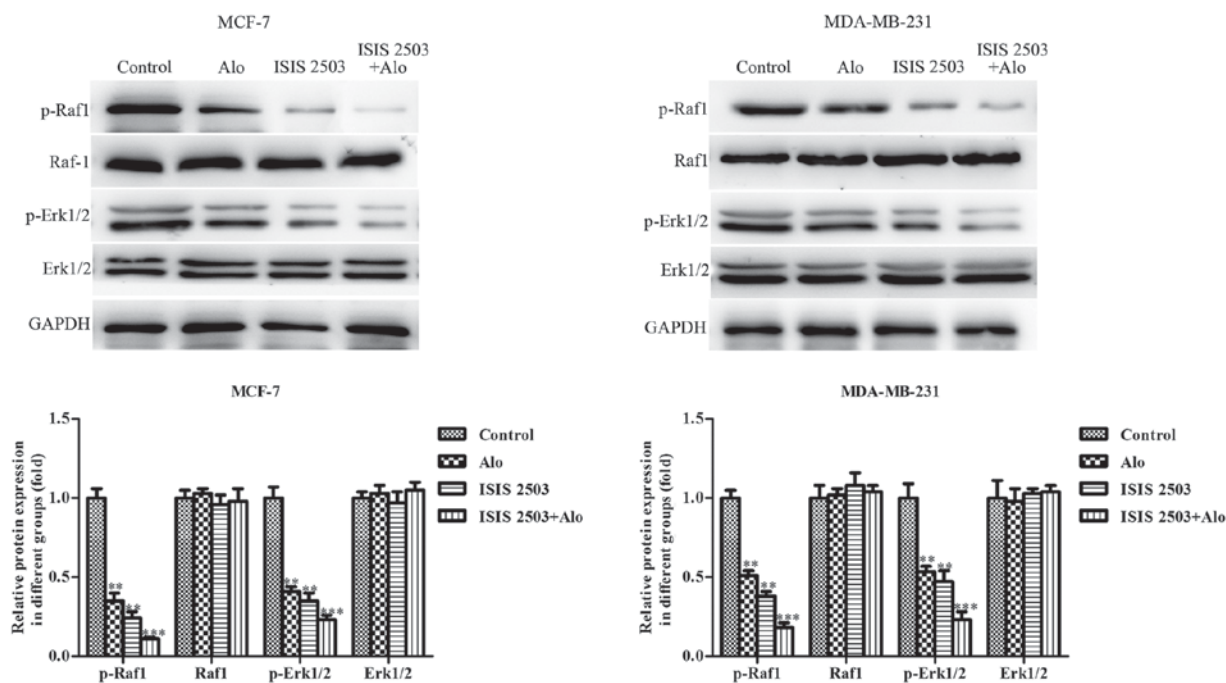 MCF-7
Control Alo ISIS 2503 ISIS 2503
+Alo
p-Raf1
Raf-1
p-Erk1/2
Erk1/2
GAPDH
MDA-MB-231
Control Alo ISIS 2503 ISIS 2503
+Alo
p-Raf1
Raf1
p-Erk1/2
Erk1/2
GAPDH
MCF-7
Relative protein expression
in different groups (fold)
1.5
1.0
0.5
0.0
** ** ***
** ** ***
p-Raf1 Raf1 p-Erk1/2 Erk1/2
Control
Alo
ISIS 2503
ISIS 2503+Alo
MDA-MB-231
Relative protein expression
in different groups (fold)
1.5
1.0
0.5
0.0
** ** ***
** ** ***
p-Raf1 Raf1 p-Erk1/2 Erk1/2
Control
Alo
ISIS 2503
ISIS 2503+Alo